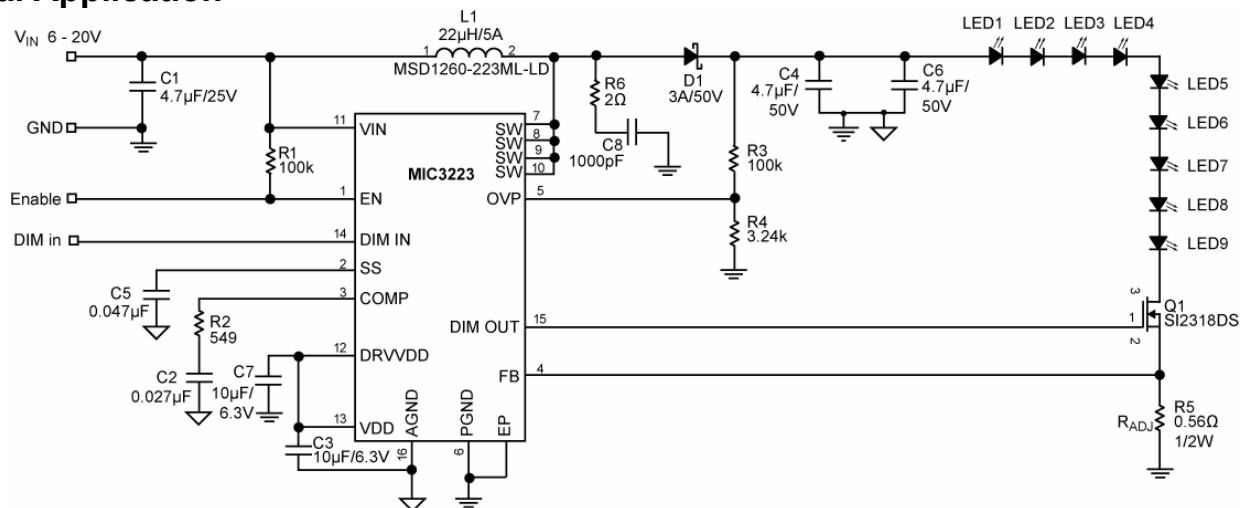 V_IN 6 - 20V
L1
22µH/5A
1
2
MSD1260-223ML-LD
C1
4.7µF/25V
GND
R1
100k
Enable
DIM in
C5
0.047µF
R2
549
C2
0.027µF
C7
10µF/
6.3V
C3
10µF/6.3V
MIC3223
11
VIN
1
EN
14
DIM IN
2
SS
3
COMP
12
DRVVDD
13
VDD
AGND
16
PGND
6
EP
SW
7
SW
8
SW
9
SW
10
OVP
5
DIM OUT
15
FB
4
R6
2Ω
C8
1000pF
D1
3A/50V
R3
100k
R4
3.24k
C4
4.7µF/
50V
C6
4.7µF/
50V
LED1
LED2
LED3
LED4
LED5
LED6
LED7
LED8
LED9
3
1
2
Q1
SI2318DS
R_ADJ
R5
0.56Ω
1/2W